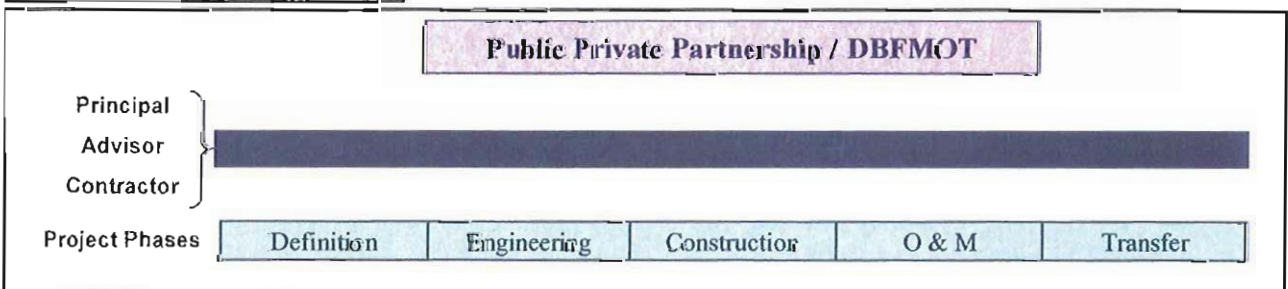 Public Private Partnership / DBFMOT
Principal
Advisor
Contractor
Project Phases Definition Engineering Construction O & M Transfer